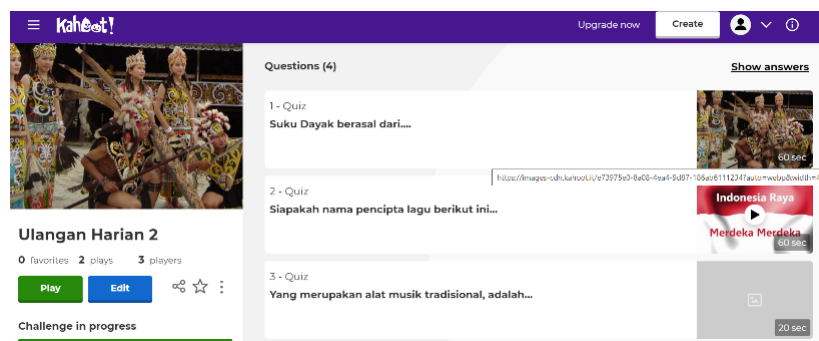 Kahoot!
Upgrade now
Create
Questions (4)
Show answers
1 - Quiz
Suku Dayak berasal dari....
60 sec
2 - Quiz
Siapakah nama pencipta lagu berikut ini...
Indonesia Raya
Merdeka Merdeka
60 sec
3 - Quiz
Yang merupakan alat musik tradisional, adalah...
20 sec
Ulangan Harian 2
0 favorites 2 plays 3 players
Play
Edit
Challenge in progress